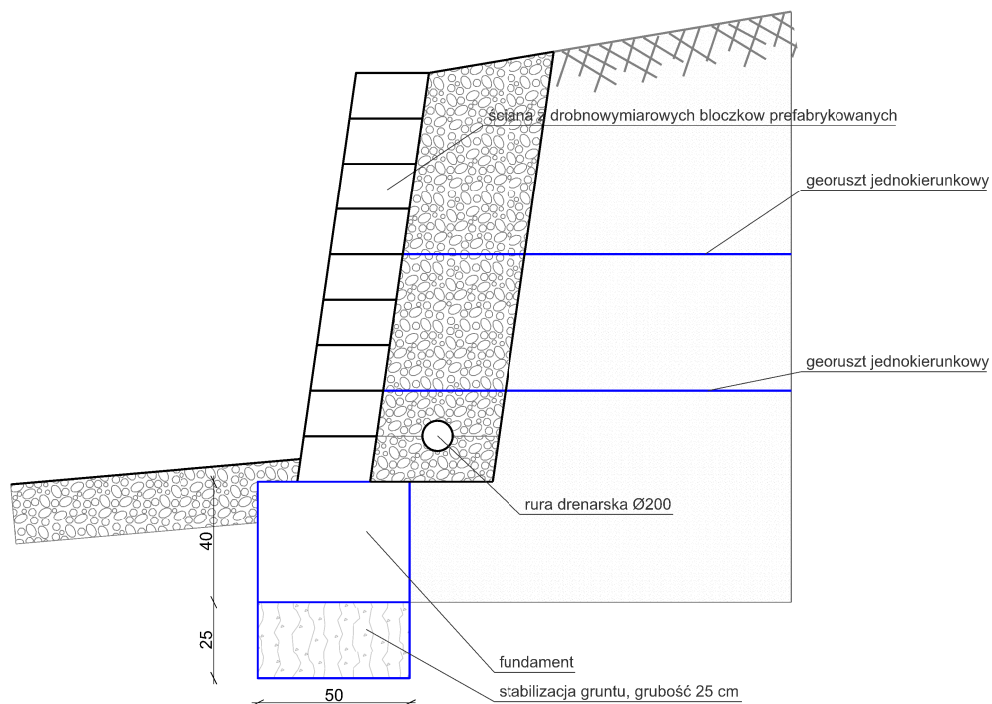 ściana z drobnowymiarowych bloczkow prefabrykowanych
georuszt jednokierunkowy
georuszt jednokierunkowy
rura drenarska Ø200
40
25
fundament
stabilizacja gruntu, grubość 25 cm
50